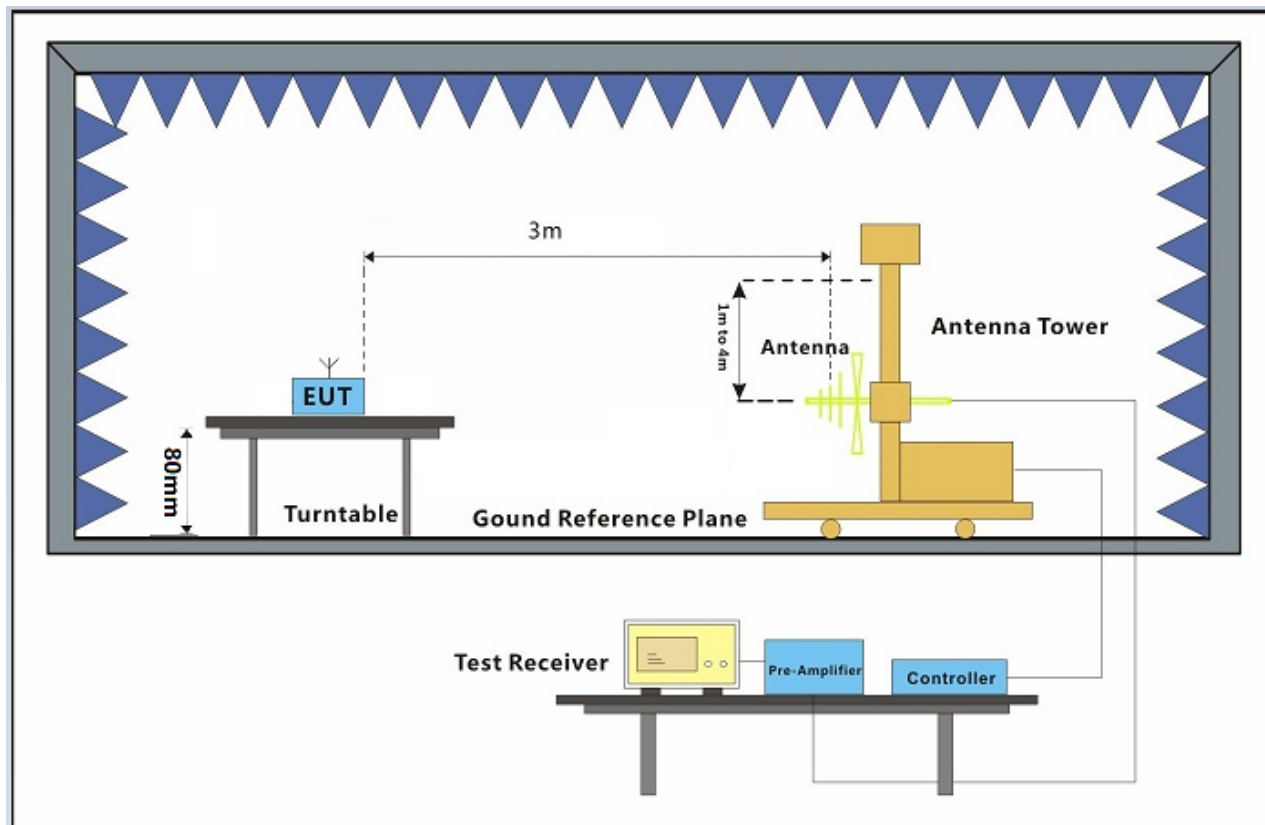 3m
1m to 4m
Antenna Tower
Antenna
EUT
80mm
Turntable
Gound Reference Plane
Test Receiver
Pre-Amplifier
Controller